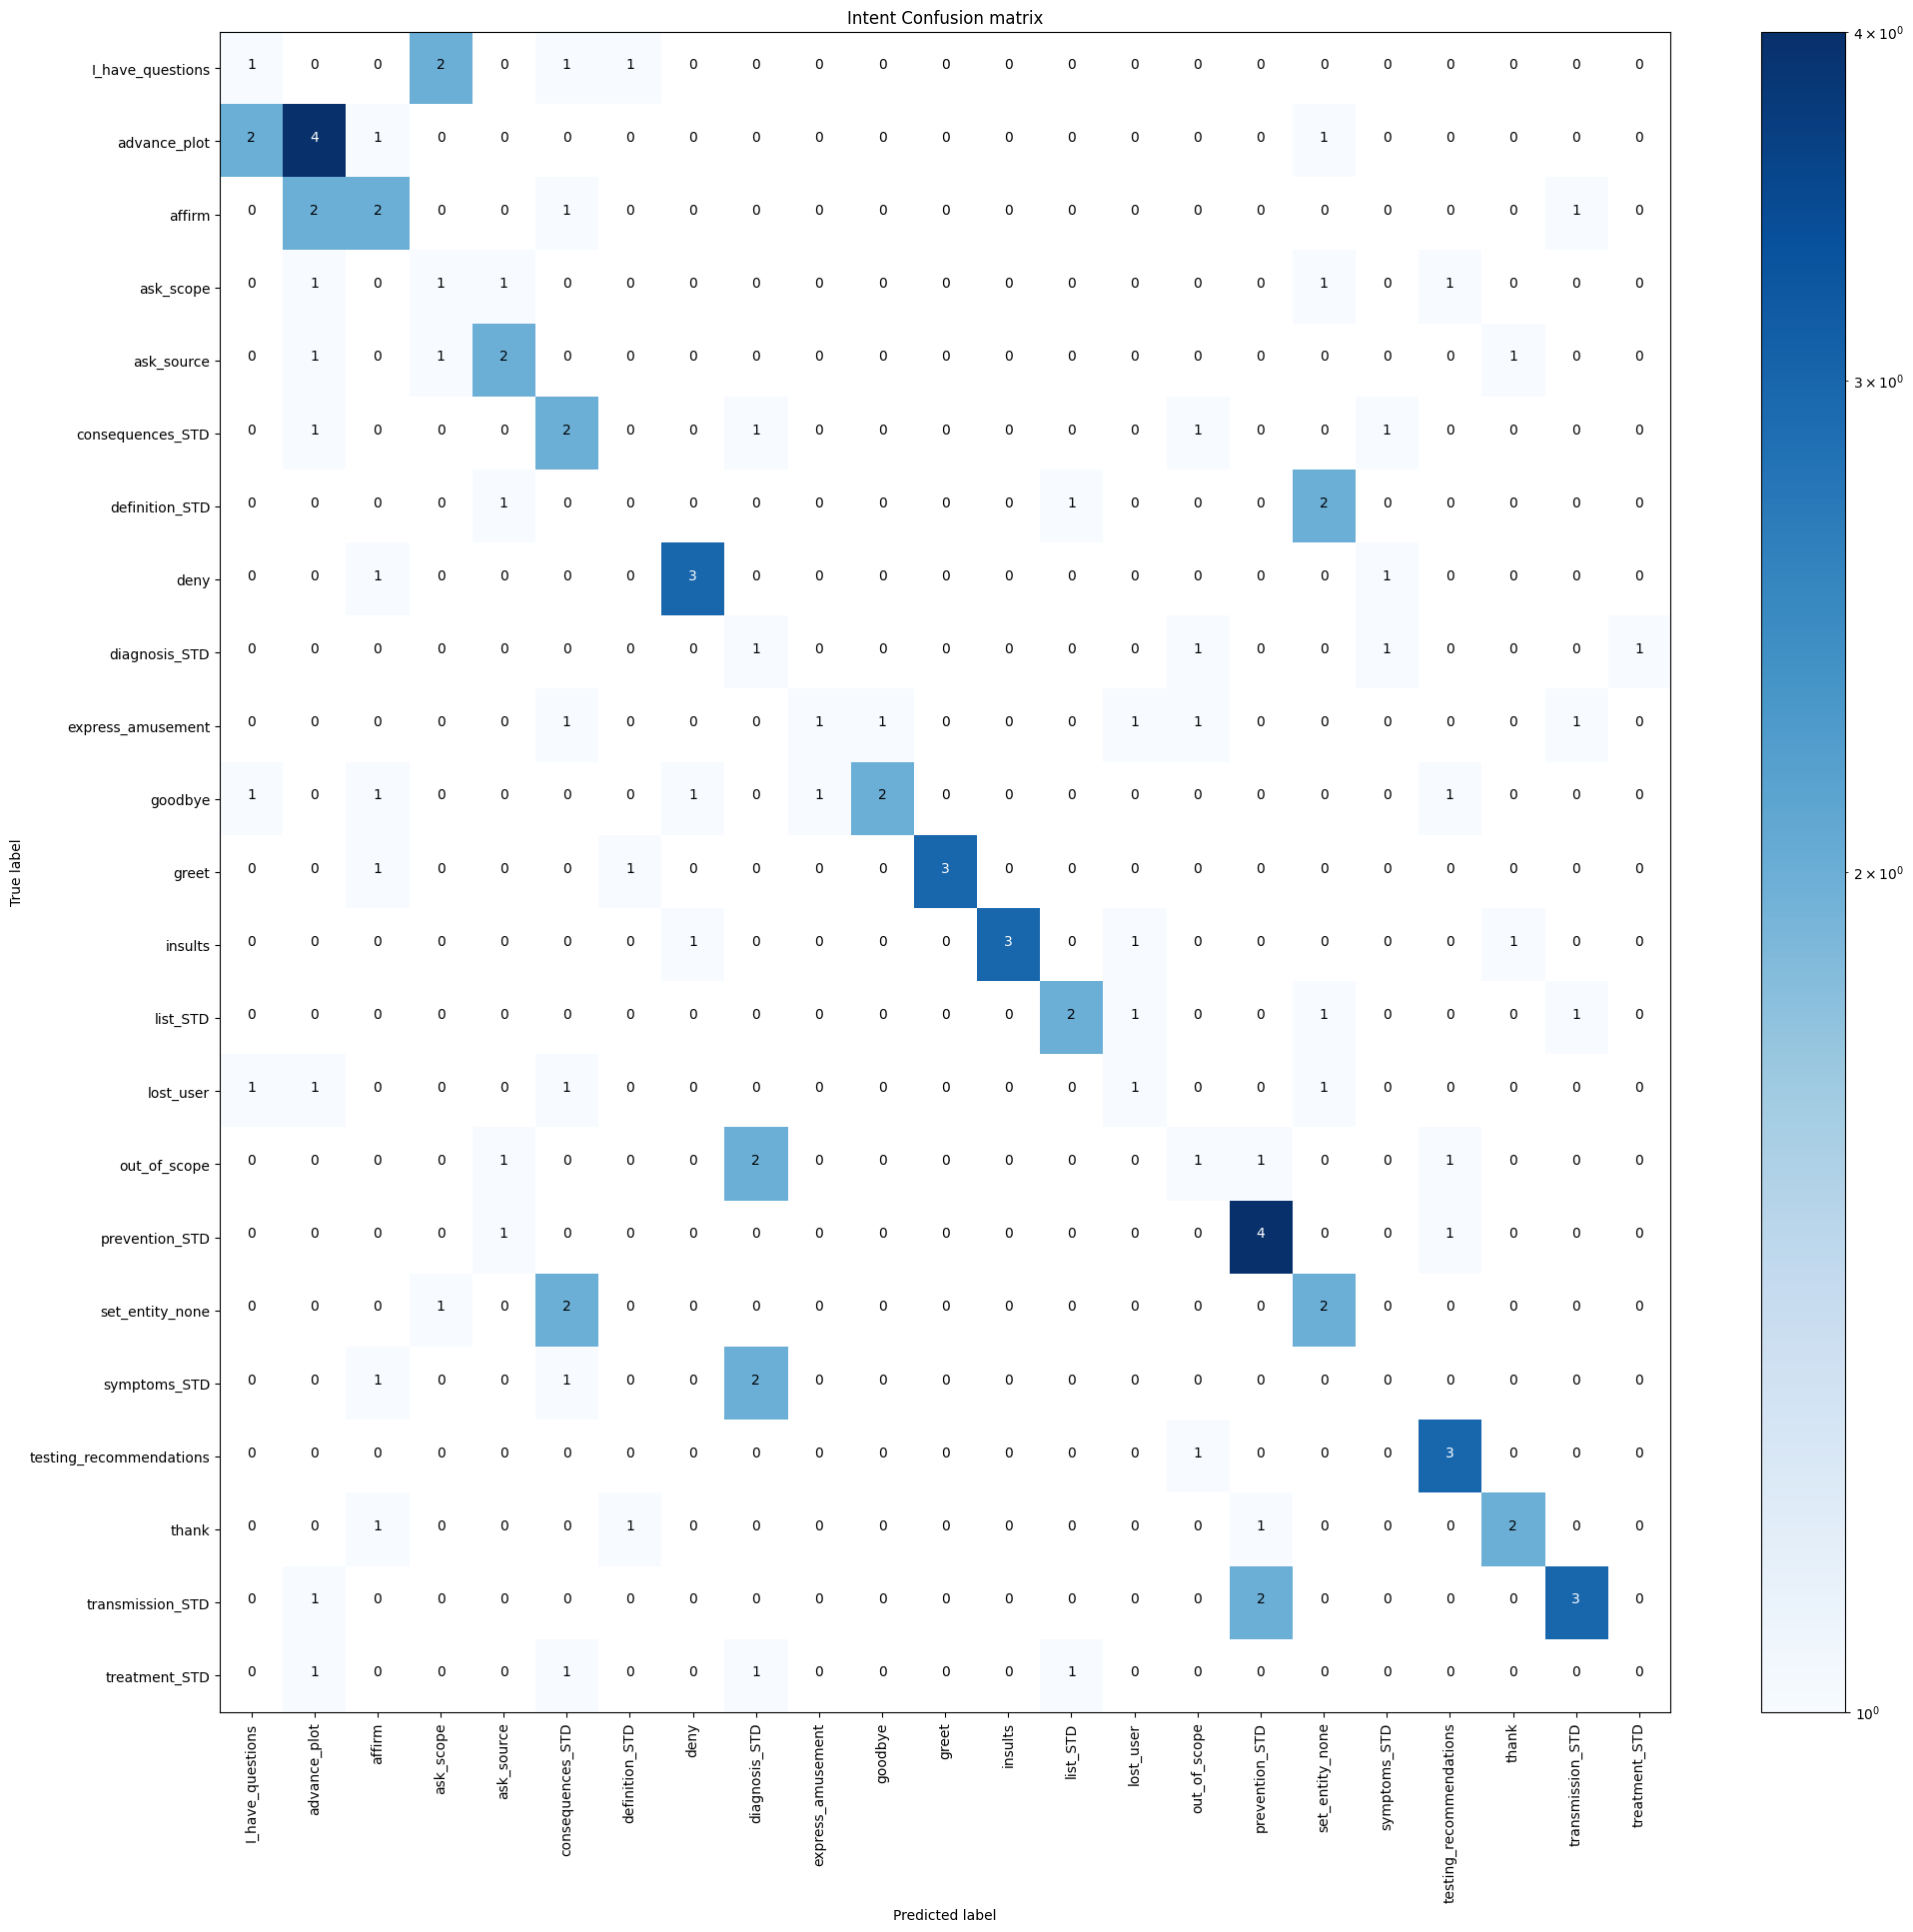 Intent Confusion matrix
I_have_questions 1 0 0 2 0 1 1 0 0 0 0 0 0 0 0 0 0 0 0 0 0 0 0
advance_plot 2 4 1 0 0 0 0 0 0 0 0 0 0 0 0 0 0 1 0 0 0 0 0
affirm 0 2 2 0 0 1 0 0 0 0 0 0 0 0 0 0 0 0 0 0 0 1 0
ask_scope 0 1 0 1 1 0 0 0 0 0 0 0 0 0 0 0 0 1 0 1 0 0 0
ask_source 0 1 0 1 2 0 0 0 0 0 0 0 0 0 0 0 0 0 0 0 1 0 0
consequences_STD 0 1 0 0 0 2 0 0 1 0 0 0 0 0 0 1 0 0 1 0 0 0 0
definition_STD 0 0 0 0 1 0 0 0 0 0 0 0 0 1 0 0 0 2 0 0 0 0 0
deny 0 0 1 0 0 0 0 3 0 0 0 0 0 0 0 0 0 0 1 0 0 0 0
diagnosis_STD 0 0 0 0 0 0 0 0 1 0 0 0 0 0 0 1 0 0 1 0 0 0 1
express_amusement 0 0 0 0 0 1 0 0 0 1 1 0 0 0 1 1 0 0 0 0 0 1 0
goodbye 1 0 1 0 0 0 0 1 0 1 2 0 0 0 0 0 0 0 0 1 0 0 0
greet 0 0 1 0 0 0 1 0 0 0 0 3 0 0 0 0 0 0 0 0 0 0 0
insults 0 0 0 0 0 0 0 1 0 0 0 0 3 0 1 0 0 0 0 0 1 0 0
list_STD 0 0 0 0 0 0 0 0 0 0 0 0 0 2 1 0 0 1 0 0 0 1 0
lost_user 1 1 0 0 0 1 0 0 0 0 0 0 0 0 1 0 0 1 0 0 0 0 0
out_of_scope 0 0 0 0 1 0 0 0 2 0 0 0 0 0 0 1 1 0 0 1 0 0 0
prevention_STD 0 0 0 0 1 0 0 0 0 0 0 0 0 0 0 0 4 0 0 1 0 0 0
set_entity_none 0 0 0 1 0 2 0 0 0 0 0 0 0 0 0 0 0 2 0 0 0 0 0
symptoms_STD 0 0 1 0 0 1 0 0 2 0 0 0 0 0 0 0 0 0 0 0 0 0 0
testing_recommendations 0 0 0 0 0 0 0 0 0 0 0 0 0 0 0 1 0 0 0 3 0 0 0
thank 0 0 1 0 0 0 1 0 0 0 0 0 0 0 0 0 1 0 0 0 2 0 0
transmission_STD 0 1 0 0 0 0 0 0 0 0 0 0 0 0 0 0 2 0 0 0 0 3 0
treatment_STD 0 1 0 0 0 1 0 0 1 0 0 0 0 1 0 0 0 0 0 0 0 0 0
True label
I_have_questions
advance_plot
affirm
ask_scope
ask_source
consequences_STD
definition_STD
deny
diagnosis_STD
express_amusement
goodbye
greet
insults
list_STD
lost_user
out_of_scope
prevention_STD
set_entity_none
symptoms_STD
testing_recommendations
thank
transmission_STD
treatment_STD
Predicted label
4 × 10⁰
3 × 10⁰
2 × 10⁰
10⁰